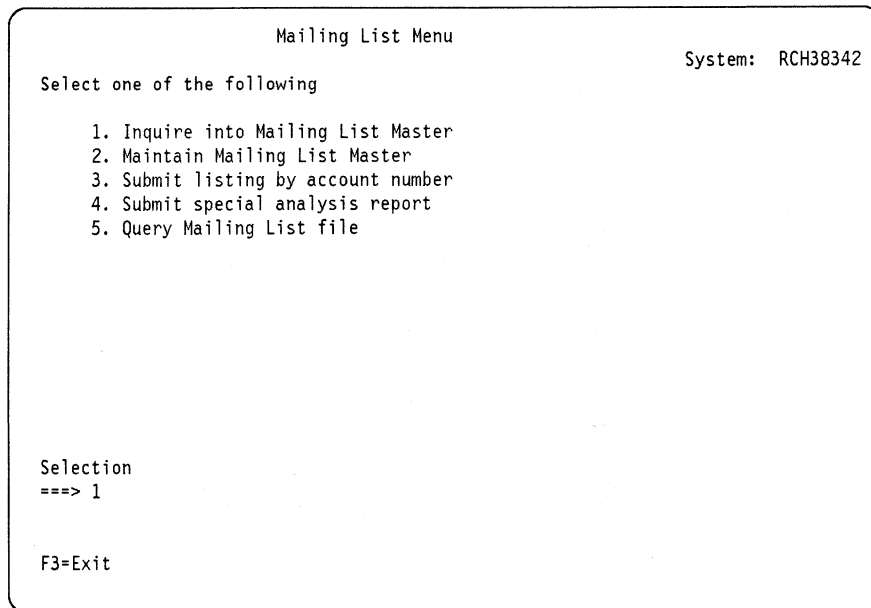 Mailing List Menu
System: RCH38342
Select one of the following
1. Inquire into Mailing List Master
2. Maintain Mailing List Master
3. Submit listing by account number
4. Submit special analysis report
5. Query Mailing List file
Selection
===> 1
F3=Exit